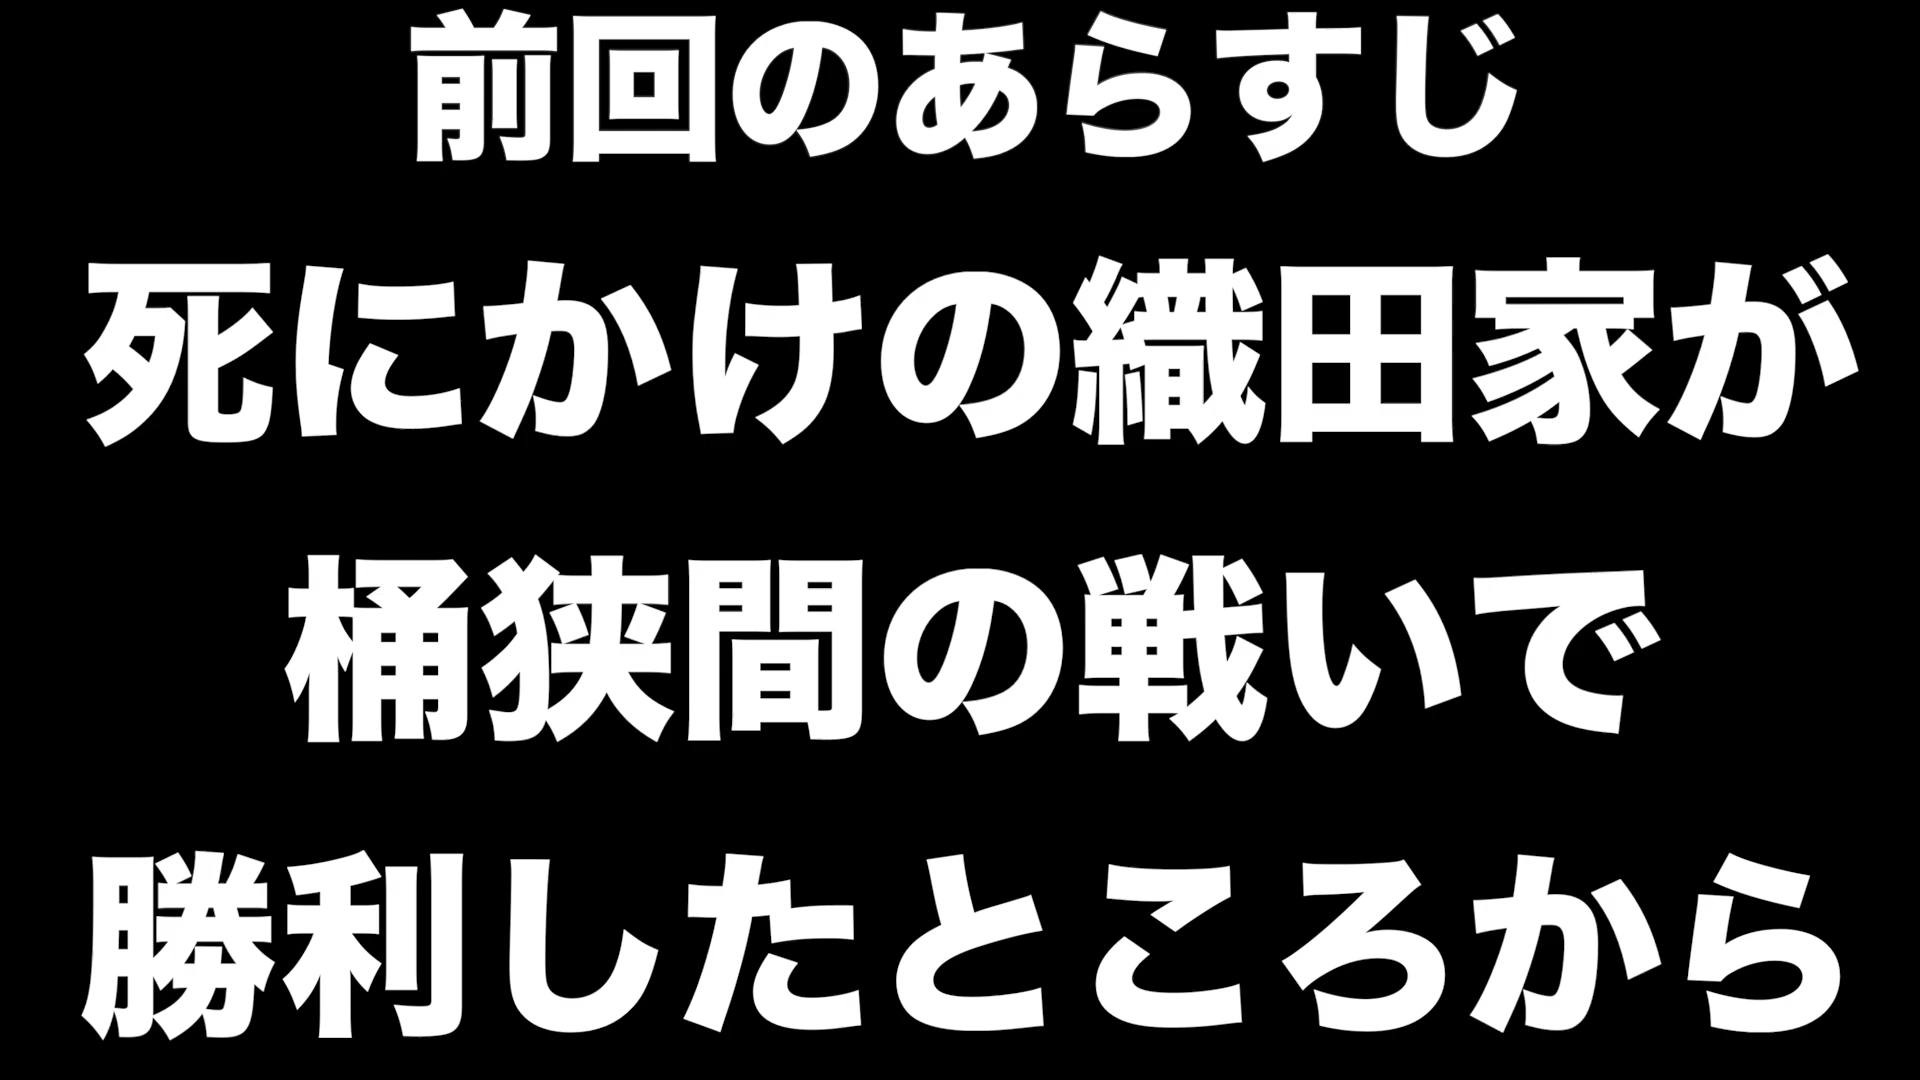 前回のあらすじ
死にかけの織田家が
桶狭間の戦いで
勝利したところから